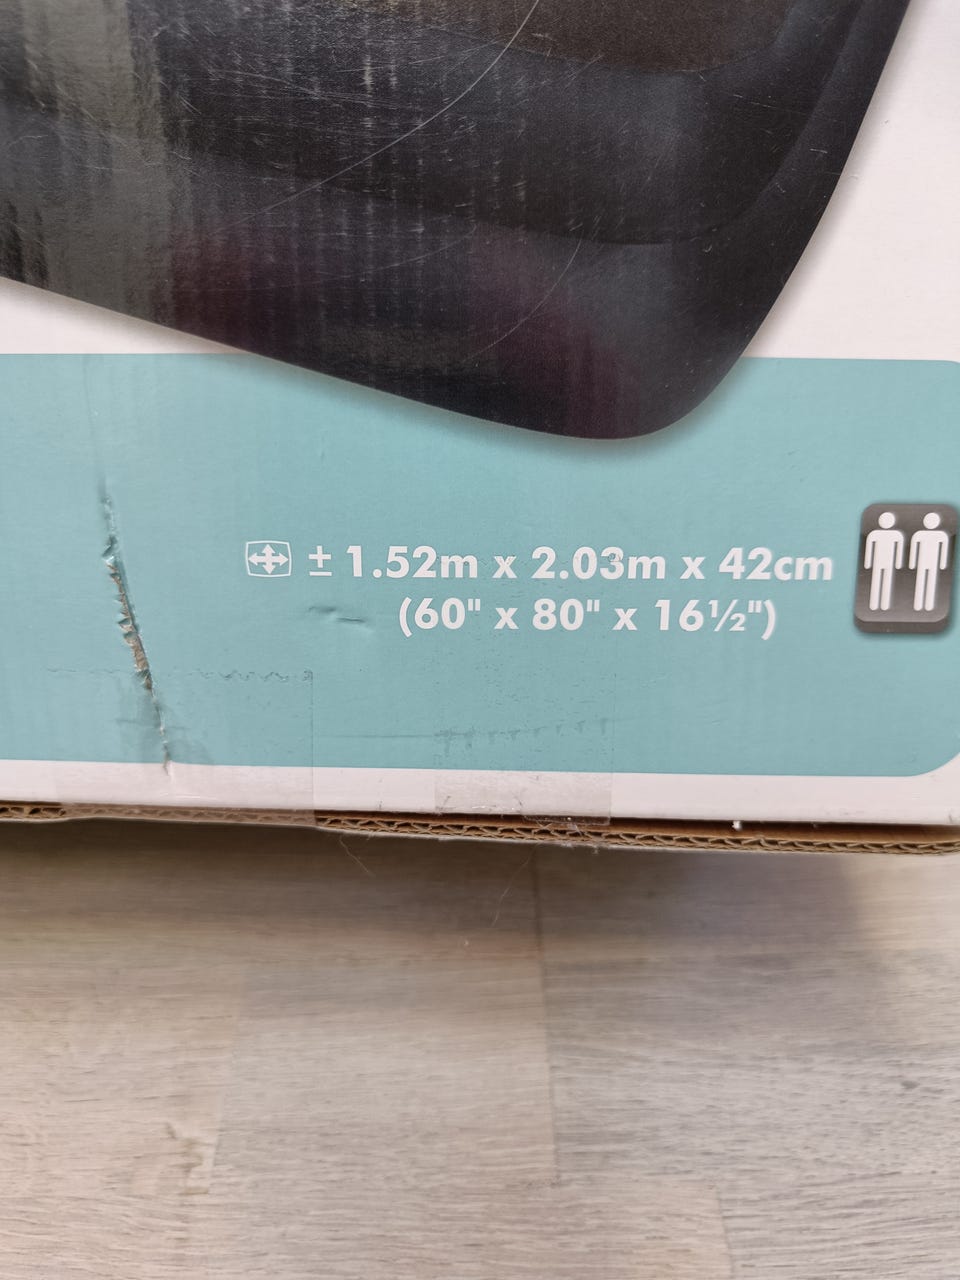 ± 1.52m x 2.03m x 42cm
(60" x 80" x 16½")